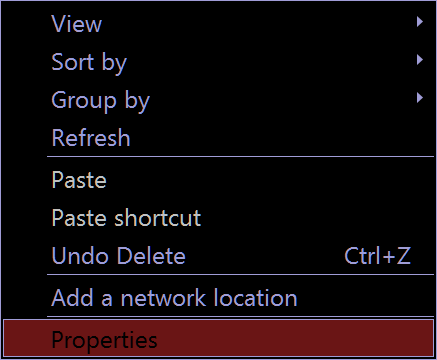 View
Sort by
Group by
Refresh
Paste
Paste shortcut
Undo Delete Ctrl+Z
Add a network location
Properties